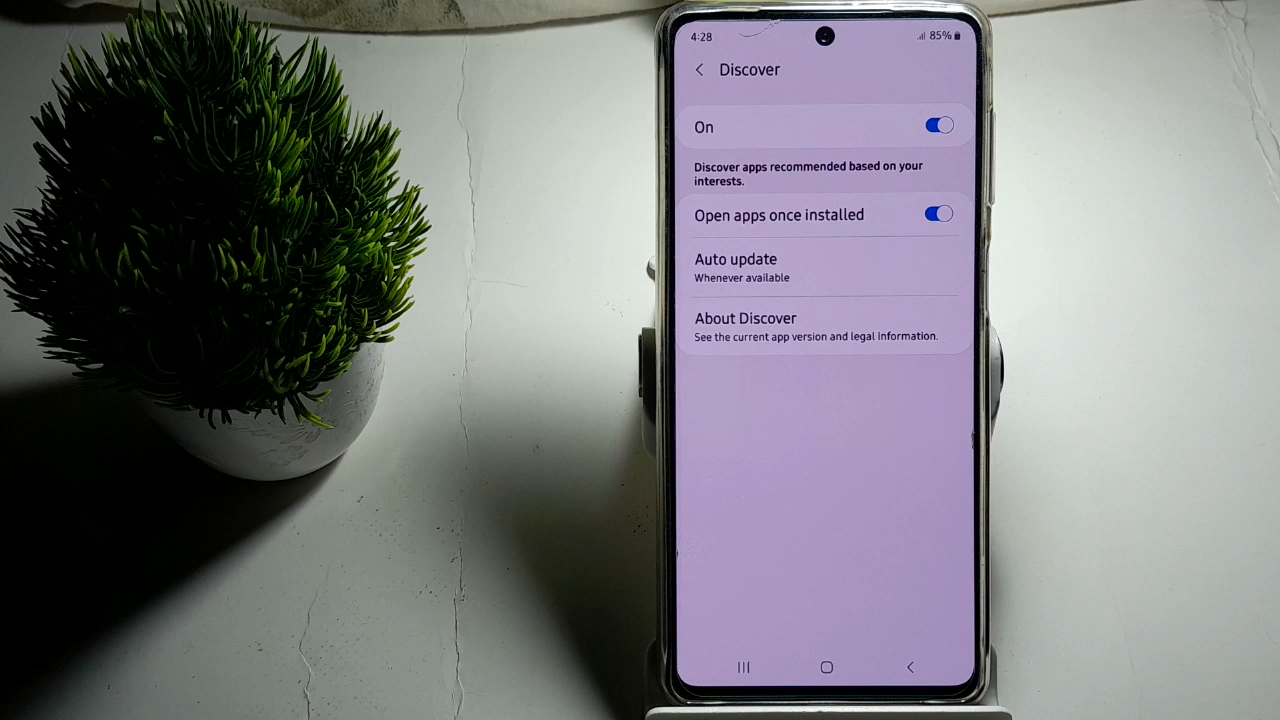 4:28
85%
Discover
On
Discover apps recommended based on your
interests.
Open apps once installed
Auto update
Whenever available
About Discover
See the current app version and legal information.